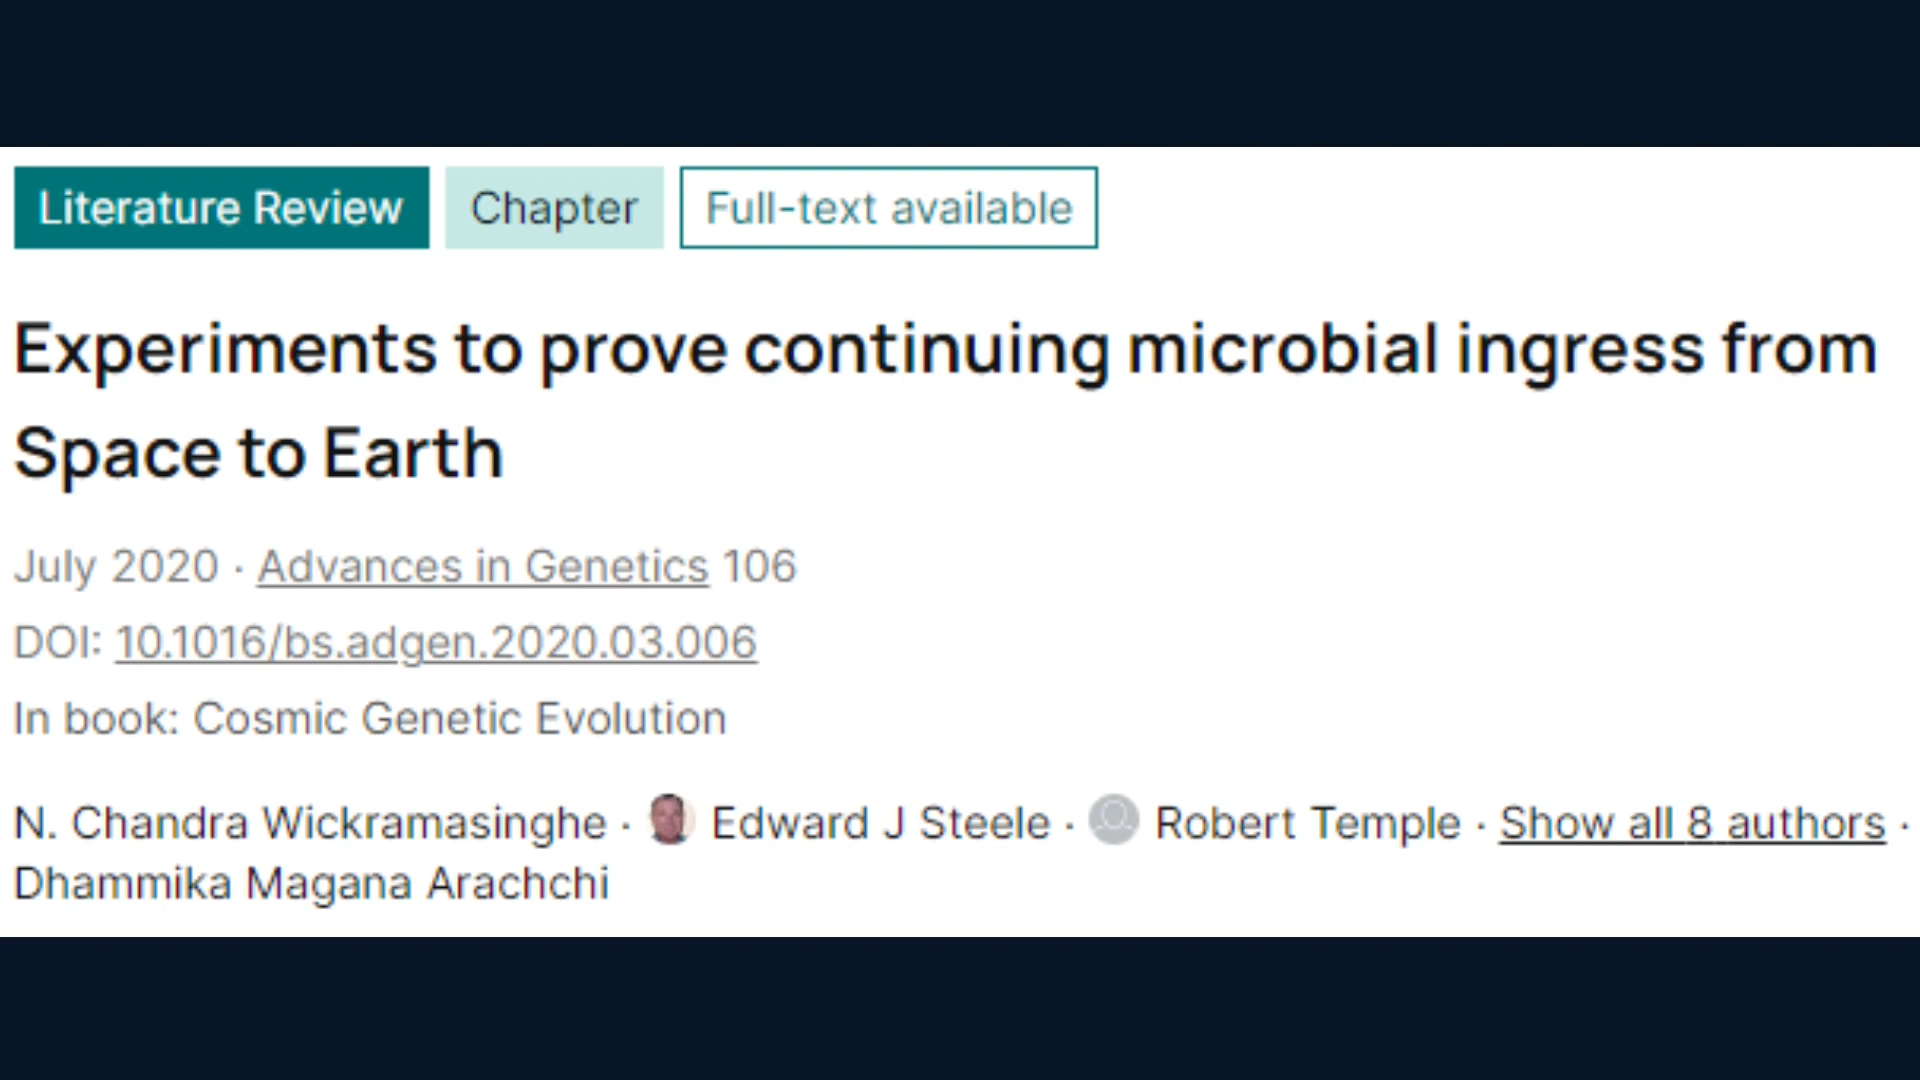 Literature Review Chapter Full-text available
Experiments to prove continuing microbial ingress from
Space to Earth
July 2020 · Advances in Genetics 106
DOI: 10.1016/bs.adgen.2020.03.006
In book: Cosmic Genetic Evolution
N. Chandra Wickramasinghe · Edward J Steele · Robert Temple · Show all 8 authors ·
Dhammika Magana Arachchi